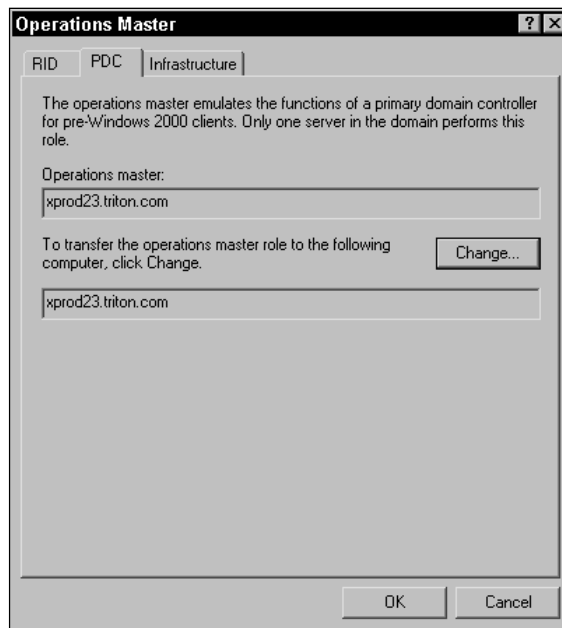 Operations Master
RID
PDC
Infrastructure
The operations master emulates the functions of a primary domain controller
for pre-Windows 2000 clients. Only one server in the domain performs this
role.
Operations master:
xprod23.triton.com
To transfer the operations master role to the following
computer, click Change.
Change...
xprod23.triton.com
OK
Cancel